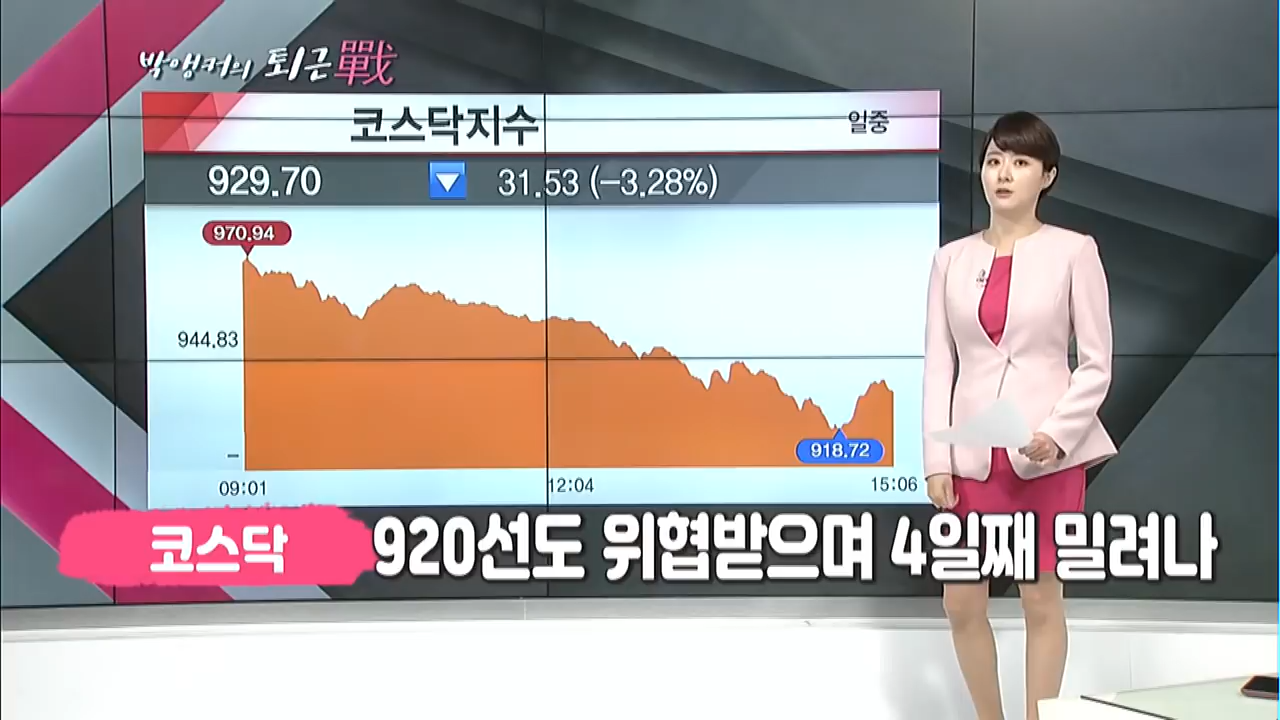 박앵커의 퇴근戰
코스닥지수
일중
929.70 ▼ 31.53 (-3.28%)
970.94
944.83
918.72
09:01 12:04 15:06
코스닥 920선도 위협받으며 4일째 밀려나